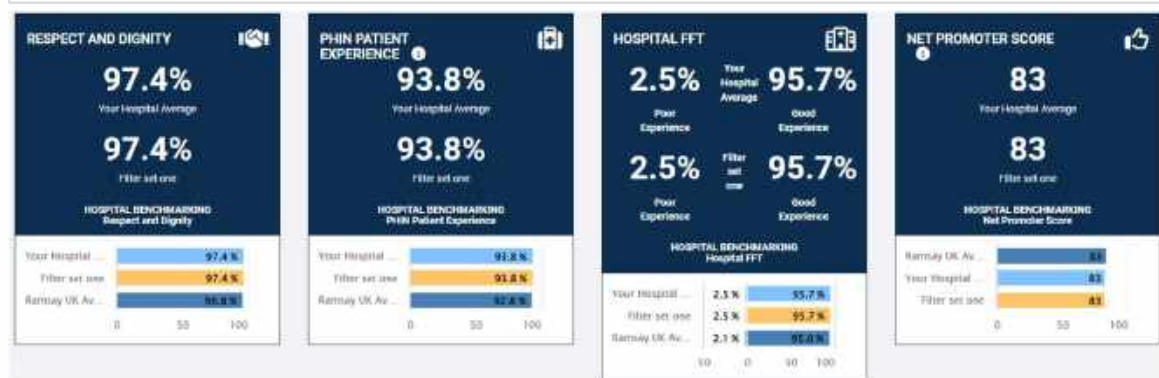 RESPECT AND DIGNITY
97.4%
Your Hospital Average
97.4%
Filter set one
HOSPITAL BENCHMARKING
Respect and Dignity
Your Hospital ...
97.4 %
Filter set one
97.4 %
Ramsay UK Av...
0 50 100
PHIN PATIENT
EXPERIENCE
93.8%
Your Hospital Average
93.8%
Filter set one
HOSPITAL BENCHMARKING
PHIN Patient Experience
Your Hospital ...
93.8 %
Filter set one
93.8 %
Ramsay UK Av...
92.8 %
0 50 100
HOSPITAL FFT
2.5% Your Hospital Average 95.7%
Poor Experience
Good Experience
2.5% Filter set one 95.7%
Poor Experience
Good Experience
HOSPITAL BENCHMARKING
Hospital FFT
Your Hospital ... 2.5 % 95.7 %
Filter set one 2.5 % 95.7 %
Ramsay UK Av... 2.1 %
50 0 50 100
NET PROMOTER SCORE
83
Your Hospital Average
83
Filter set one
HOSPITAL BENCHMARKING
Net Promoter Score
Ramsay UK Av...
83
Your Hospital ...
83
Filter set one
83
0 50 100